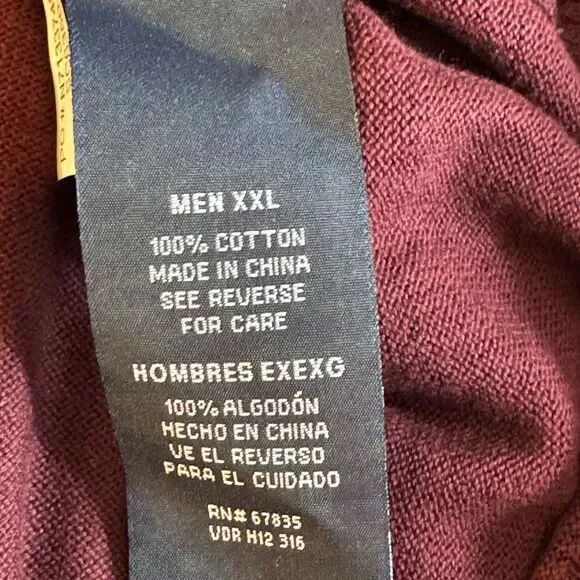 MEN XXL
100% COTTON
MADE IN CHINA
SEE REVERSE
FOR CARE
HOMBRES EXEXG
100% ALGODÓN
HECHO EN CHINA
VE EL REVERSO
PARA EL CUIDADO
RN# 67835
VDR H12 316